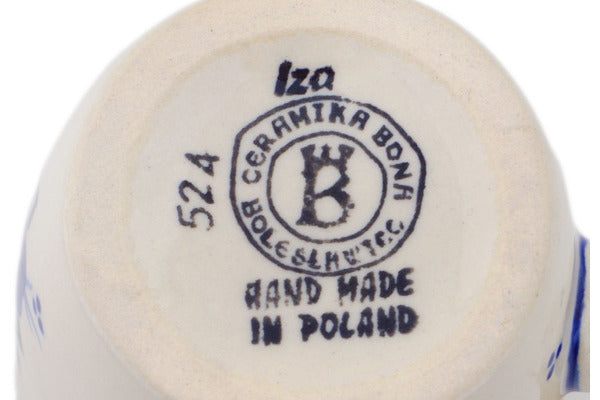 Iza
CERAMIKA BONA
B
BOLESLAWIEC
HAND MADE
IN POLAND
524